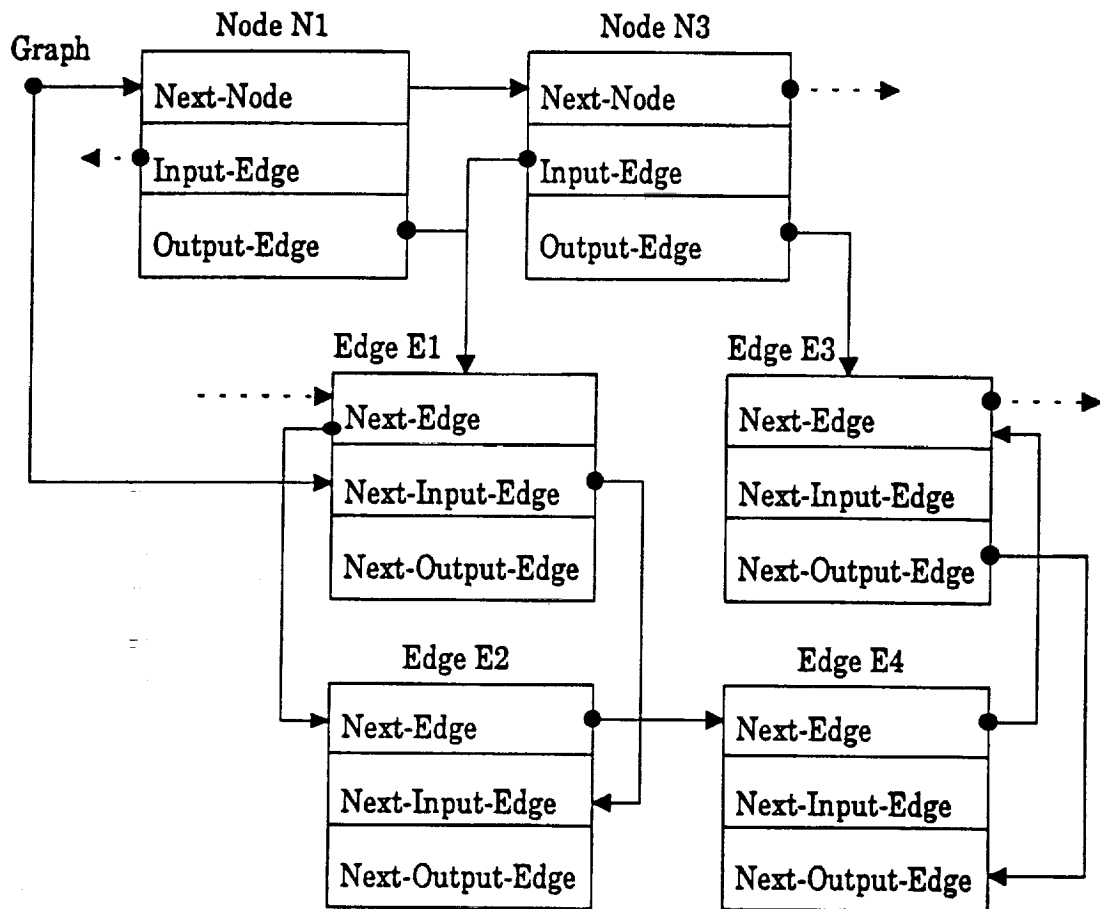 Graph
Node N1
Next-Node
Input-Edge
Output-Edge
Node N3
Next-Node
Input-Edge
Output-Edge
Edge E1
Next-Edge
Next-Input-Edge
Next-Output-Edge
Edge E3
Next-Edge
Next-Input-Edge
Next-Output-Edge
Edge E2
Next-Edge
Next-Input-Edge
Next-Output-Edge
Edge E4
Next-Edge
Next-Input-Edge
Next-Output-Edge